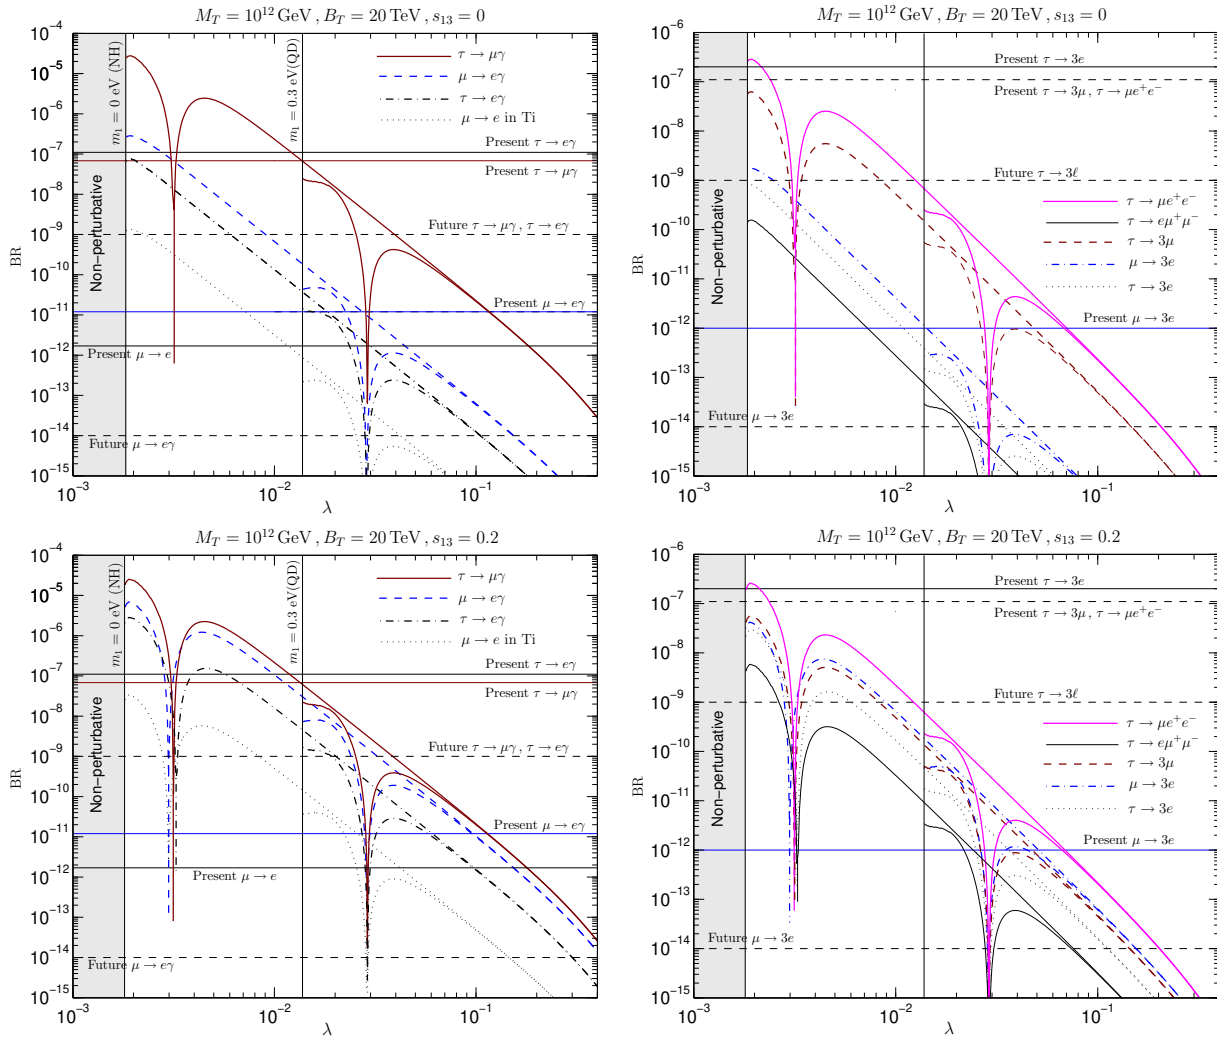 M_T = 10^12 GeV , B_T = 20 TeV , s_13 = 0
10^−4
10^−5
10^−6
10^−7
10^−8
10^−9
10^−10
10^−11
10^−12
10^−13
10^−14
10^−15
BR
m_1 = 0 eV (NH)
Non−perturbative
m_1 = 0.3 eV(QD)
τ → μγ
μ → eγ
τ → eγ
μ → e in Ti
Present τ → eγ
Present τ → μγ
Future τ → μγ , τ → eγ
Present μ → eγ
Present μ → e
Future μ → eγ
10^−3
10^−2
10^−1
λ
M_T = 10^12 GeV , B_T = 20 TeV , s_13 = 0
10^−6
10^−7
10^−8
10^−9
10^−10
10^−11
10^−12
10^−13
10^−14
10^−15
BR
Non−perturbative
Present τ → 3e
Present τ → 3μ , τ → μe^+e^−
Future τ → 3ℓ
τ → μe^+e^−
τ → eμ^+μ^−
τ → 3μ
μ → 3e
τ → 3e
Present μ → 3e
Future μ → 3e
10^−3
10^−2
10^−1
λ
M_T = 10^12 GeV , B_T = 20 TeV , s_13 = 0.2
10^−4
10^−5
10^−6
10^−7
10^−8
10^−9
10^−10
10^−11
10^−12
10^−13
10^−14
10^−15
BR
m_1 = 0 eV (NH)
Non−perturbative
m_1 = 0.3 eV(QD)
τ → μγ
μ → eγ
τ → eγ
μ → e in Ti
Present τ → eγ
Present τ → μγ
Future τ → μγ , τ → eγ
Present μ → eγ
Present μ → e
Future μ → eγ
10^−3
10^−2
10^−1
λ
M_T = 10^12 GeV , B_T = 20 TeV , s_13 = 0.2
10^−6
10^−7
10^−8
10^−9
10^−10
10^−11
10^−12
10^−13
10^−14
10^−15
BR
Non−perturbative
Present τ → 3e
Present τ → 3μ , τ → μe^+e^−
Future τ → 3ℓ
τ → μe^+e^−
τ → eμ^+μ^−
τ → 3μ
μ → 3e
τ → 3e
Present μ → 3e
Future μ → 3e
10^−3
10^−2
10^−1
λ